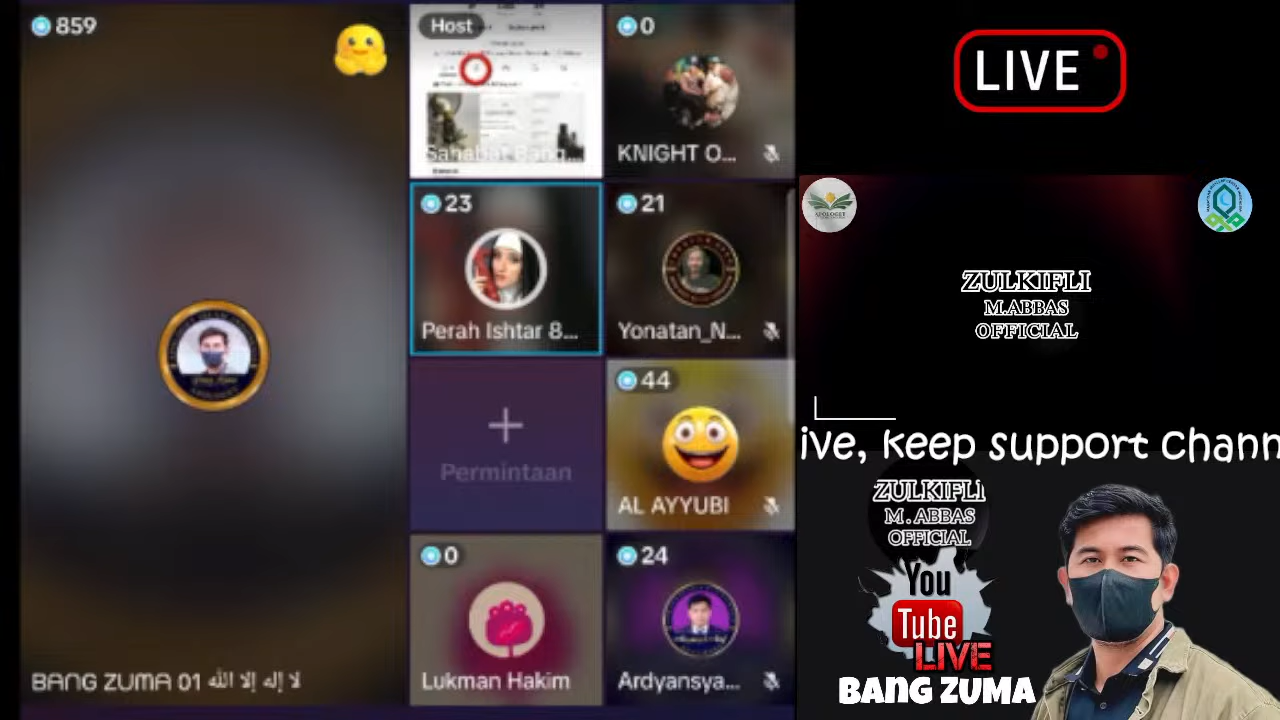 859
Host
0
KNIGHT O...
23
Perah Ishtar 8...
21
Yonatan_N...
Permintaan
44
AL AYYUBI
0
Lukman Hakim
24
Ardyansya...
BANG ZUMA 01 لا إله إلا الله
LIVE
ZULKIFLI
M.ABBAS
OFFICIAL
ive, keep support Chann
ZULKIFLI
M.ABBAS
OFFICIAL
You
Tube
LIVE
BANG ZUMA